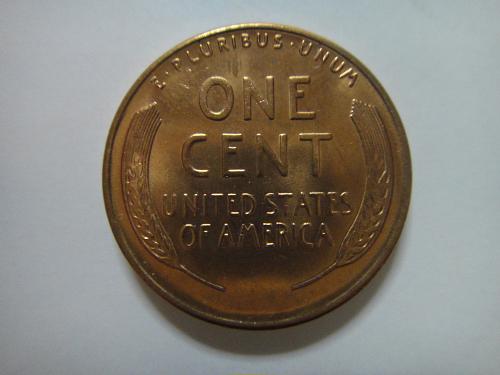 E·PLURIBUS·UNUM
ONE
CENT
UNITED STATES
OF AMERICA